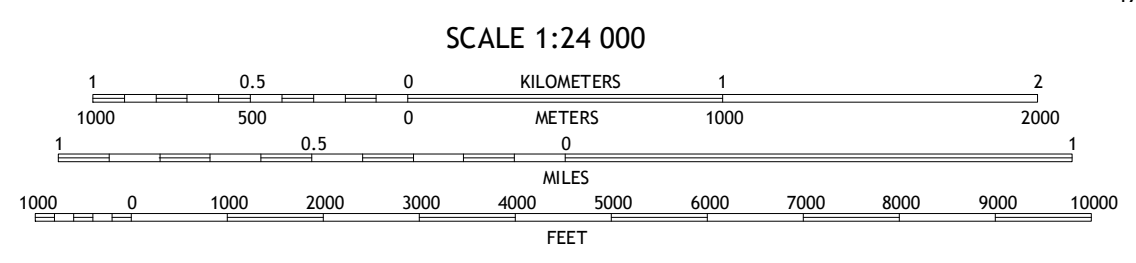 SCALE 1:24 000
1 0.5 0 KILOMETERS 1 2
1000 500 0 METERS 1000 2000
1 0.5 0 1
MILES
1000 0 1000 2000 3000 4000 5000 6000 7000 8000 9000 10000
FEET